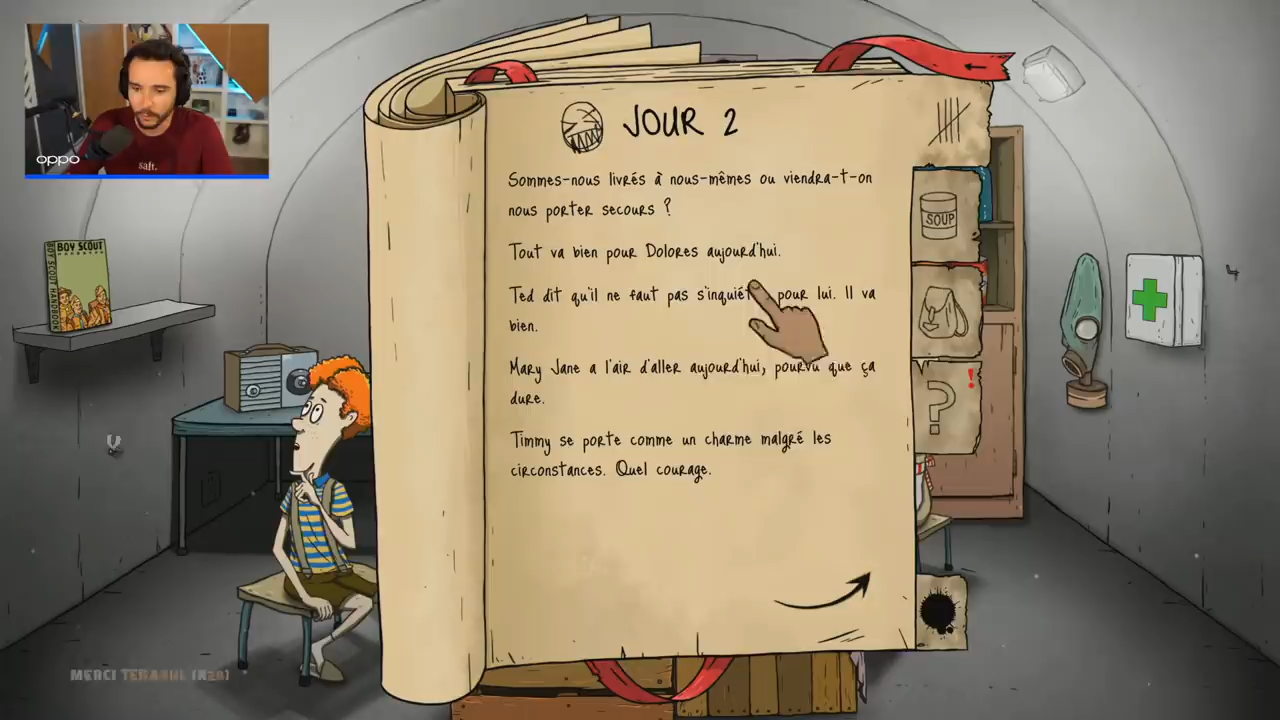 oppo
saft.
BOY SCOUT
BOY SCOUT HANDBOOK
JOUR 2
Sommes-nous livrés à nous-mêmes ou viendra-t-on
nous porter secours ?
Tout va bien pour Dolores aujourd'hui.
Ted dit qu'il ne faut pas pour lui. Il va
bien.
Mary Jane a l'air d'aller aujourd'hui, pourvu que ça
dure.
Timmy se porte comme un charme malgré les
circonstances. Quel courage.
SOUP
?
!
MERCI